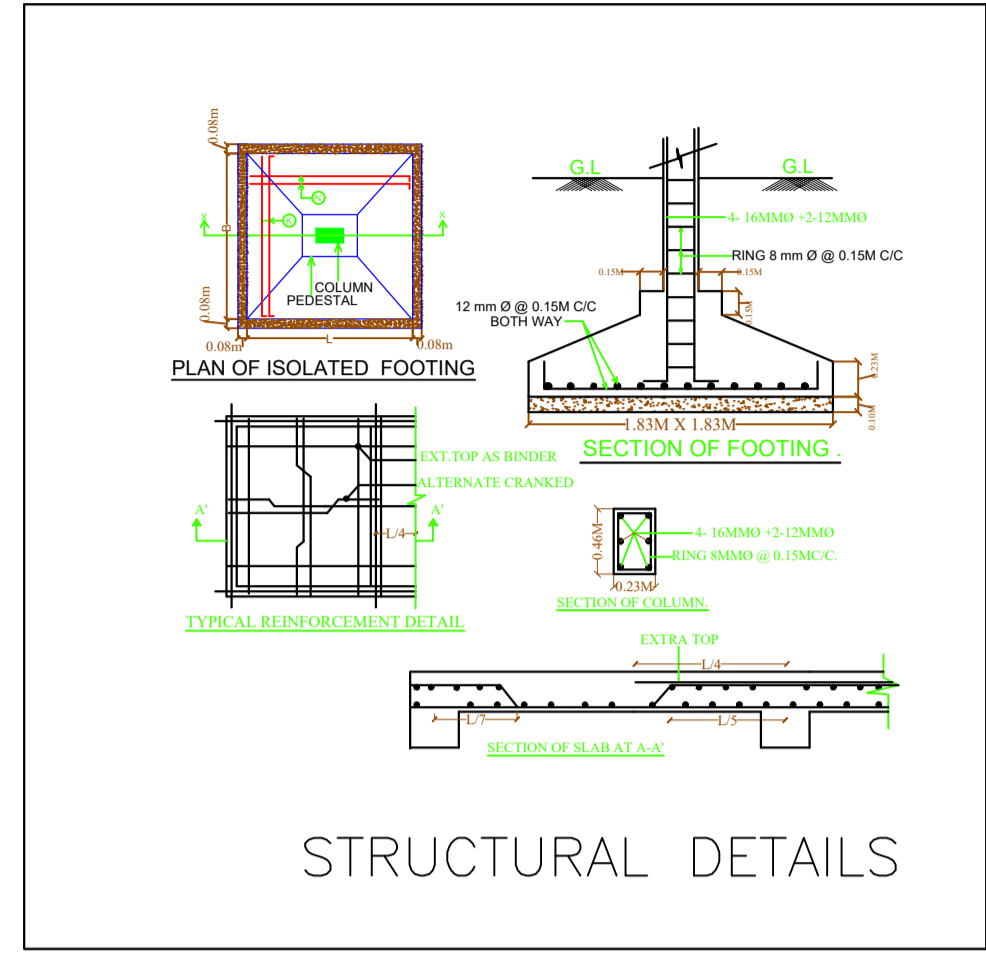 0.08m
x
x
B
N
K
COLUMN
PEDESTAL
0.08m
0.08m
L
0.08m
PLAN OF ISOLATED FOOTING
G.L
G.L
4- 16MMØ +2-12MMØ
RING 8 mm Ø @ 0.15M C/C
0.15M
0.15M
0.15M
12 mm Ø @ 0.15M C/C
BOTH WAY
0.23M
0.10M
1.83M X 1.83M
SECTION OF FOOTING .
EXT.TOP AS BINDER
ALTERNATE CRANKED
A'
A'
L/4
TYPICAL REINFORCEMENT DETAIL
0.46M
4- 16MMØ +2-12MMØ
RING 8MMØ @ 0.15MC/C.
0.23M
SECTION OF COLUMN.
EXTRA TOP
L/4
L/7
L/5
SECTION OF SLAB AT A-A'
STRUCTURAL DETAILS